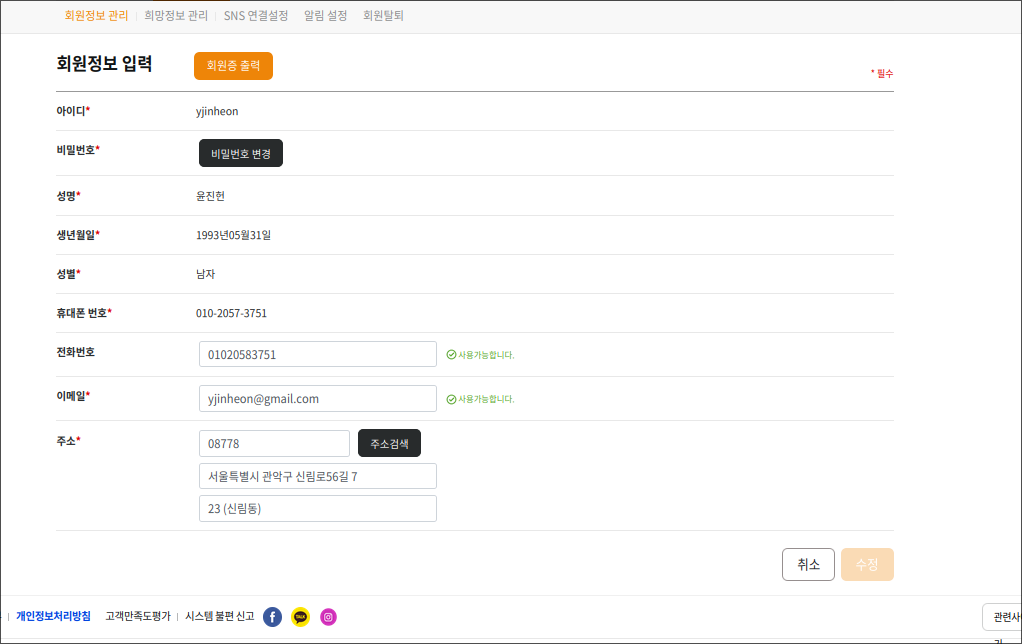 회원정보 관리 희망정보 관리 SNS 연결설정 알림 설정 회원탈퇴
회원정보 입력 회원증 출력
* 필수
아이디* yjinheon
비밀번호* 비밀번호 변경
성명* 윤진헌
생년월일* 1993년05월31일
성별* 남자
휴대폰 번호* 010-2057-3751
전화번호 01020583751 사용가능합니다.
이메일* yjinheon@gmail.com 사용가능합니다.
주소* 08778 주소검색
서울특별시 관악구 신림로56길 7
23 (신림동)
취소 수정
개인정보처리방침 고객만족도평가 | 시스템 불편 신고 f TALK
관련사